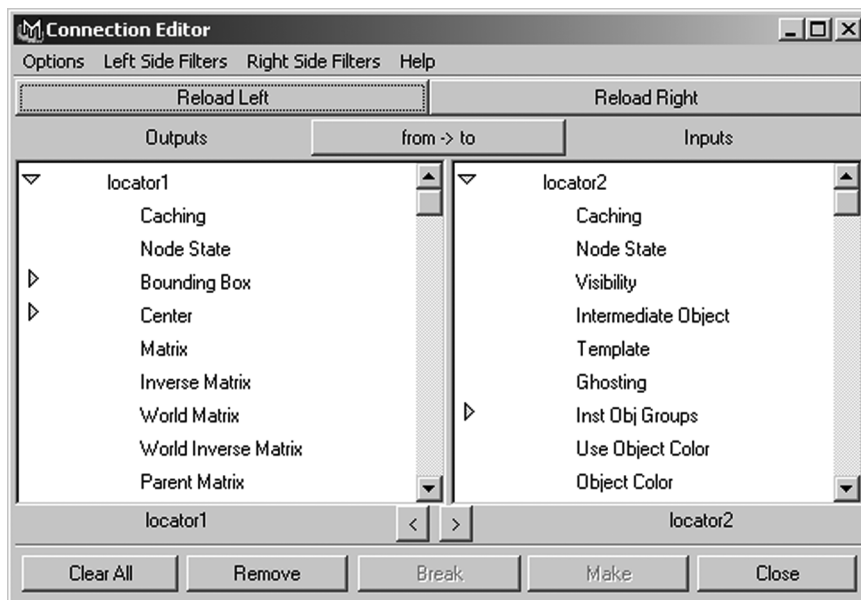 Connection Editor
Options Left Side Filters Right Side Filters Help
Reload Left Reload Right
Outputs from -> to Inputs
locator1
Caching
Node State
Bounding Box
Center
Matrix
Inverse Matrix
World Matrix
World Inverse Matrix
Parent Matrix
locator2
Caching
Node State
Visibility
Intermediate Object
Template
Ghosting
Inst Obj Groups
Use Object Color
Object Color
locator1 < > locator2
Clear All Remove Break Make Close